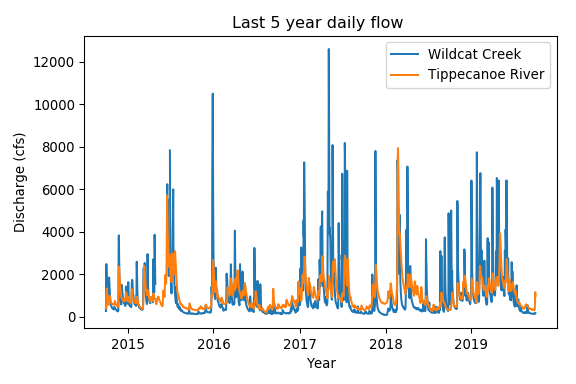 Last 5 year daily flow
Wildcat Creek
Tippecanoe River
Discharge (cfs)
12000
10000
8000
6000
4000
2000
0
2015 2016 2017 2018 2019
Year